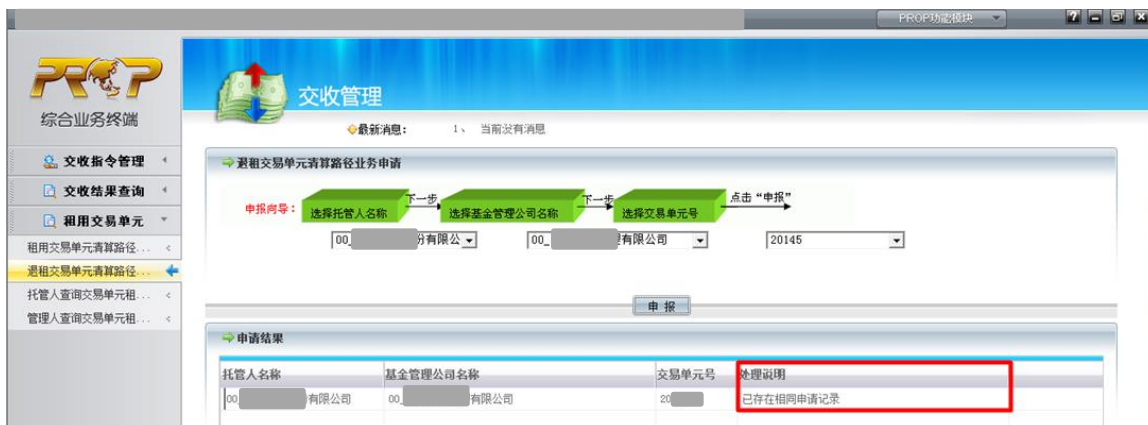 PROP功能模块
PROP
综合业务终端
交收管理
最新消息：
1、 当前没有消息
交收指令管理
交收结果查询
租用交易单元
租用交易单元清算路径...
退租交易单元清算路径...
托管人查询交易单元租...
管理人查询交易单元租...
退租交易单元清算路径业务申请
申报向导：
选择托管人名称
下一步
选择基金管理公司名称
下一步
选择交易单元号
点击“申报”
00_
份有限公
00_
理有限公司
20145
申 报
申请结果
托管人名称
基金管理公司名称
交易单元号
处理说明
00
有限公司
00_
有限公司
20
已存在相同申请记录